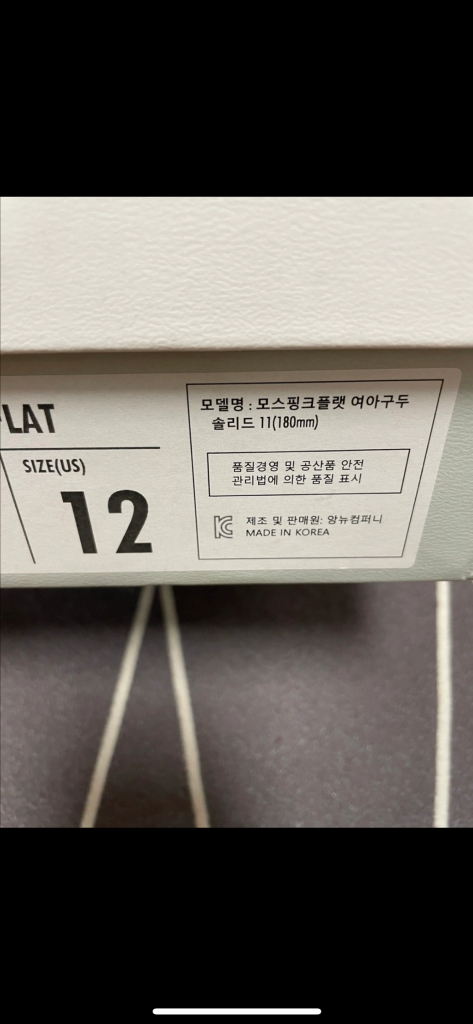 LAT
SIZE(US)
12
모델명 : 모스핑크플랫 여아구두
솔리드 11(180mm)
품질경영 및 공산품 안전
관리법에 의한 품질 표시
제조 및 판매원: 앙뉴컴퍼니
MADE IN KOREA